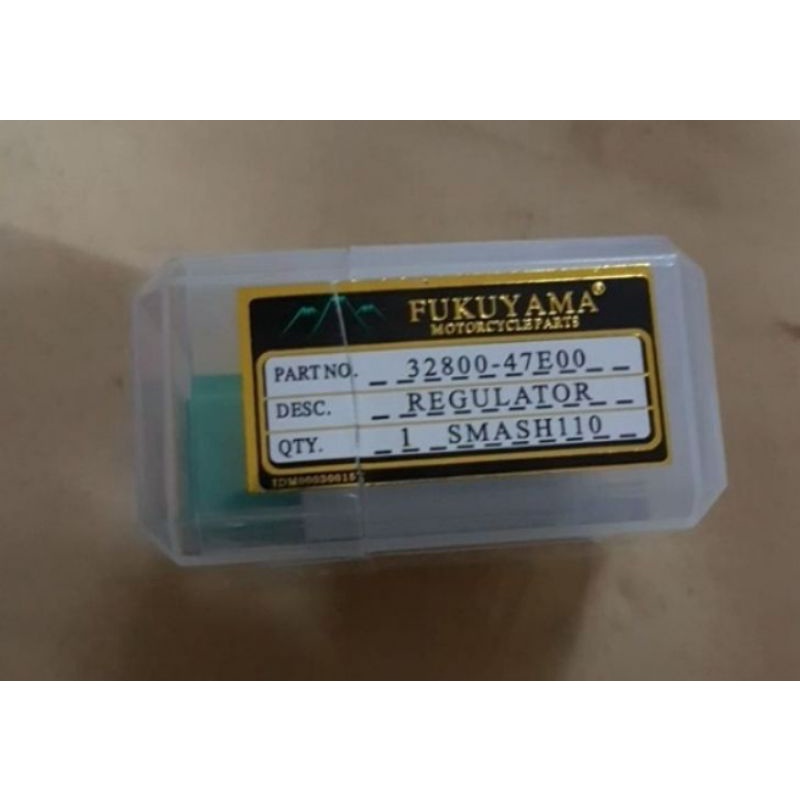 FUKUYAMA®
MOTORCYCLE PARTS
PART NO. 32800-47E00
DESC. REGULATOR
QTY. 1 SMASH110